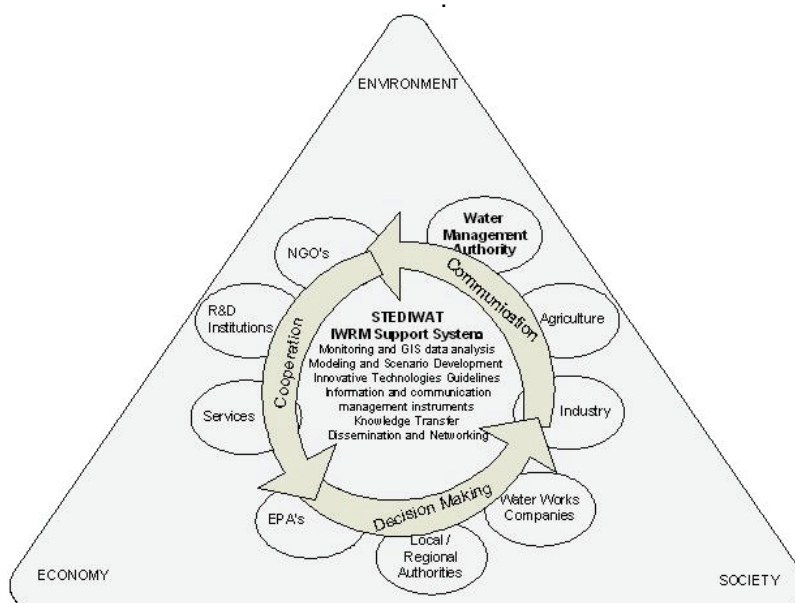 ENVIRONMENT
Water
Management
Authority
NGO's
Communication
R&D
Institutions
Agriculture
STEDIWAT
IWRM Support System
Monitoring and GIS data analysis
Modeling and Scenario Development
Innovative Technologies Guidelines
Information and communication
management instruments
Knowledge Transfer
Dissemination and Networking
Cooperation
Services
Industry
Decision Making
EPA's
Water Works
Companies
Local /
Regional
Authorities
ECONOMY
SOCIETY